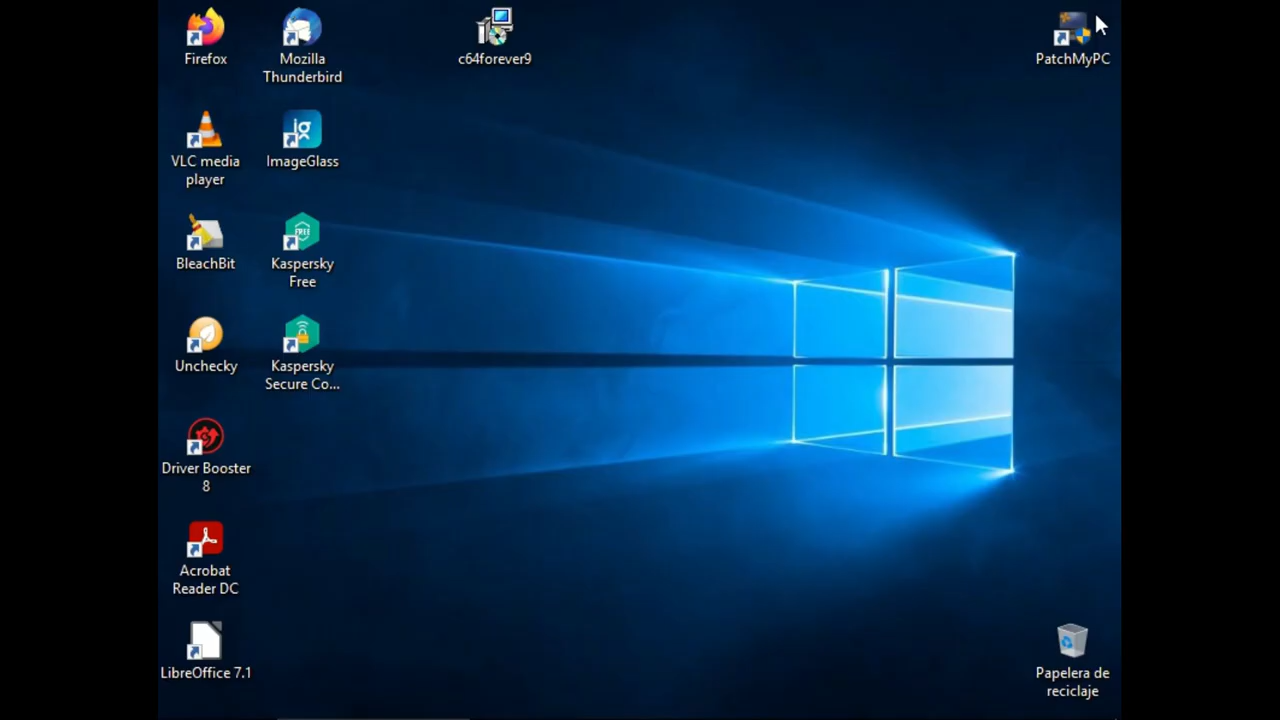 Firefox
Mozilla
Thunderbird
c64forever9
PatchMyPC
VLC media
player
ImageGlass
BleachBit
Kaspersky
Free
Unchecky
Kaspersky
Secure Co...
Driver Booster
8
Acrobat
Reader DC
LibreOffice 7.1
Papelera de
reciclaje